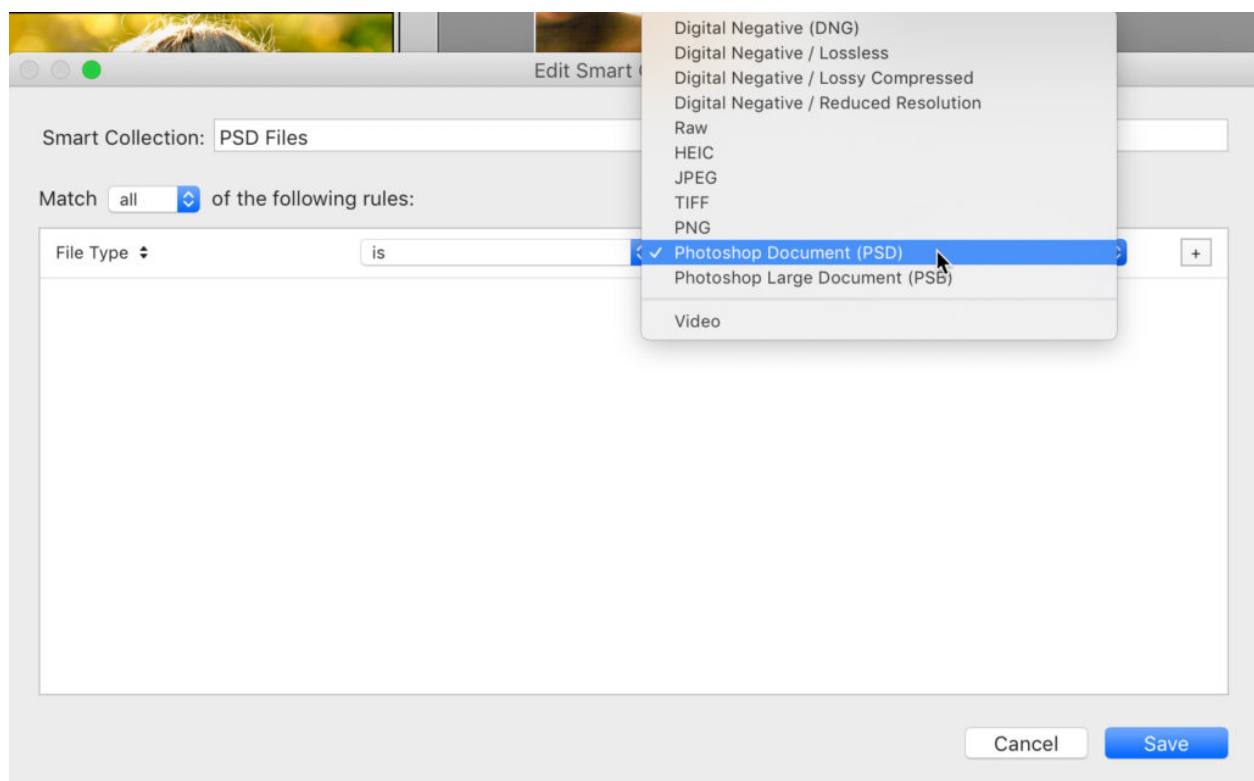 Digital Negative (DNG)
Digital Negative / Lossless
Edit Smart
Digital Negative / Lossy Compressed
Digital Negative / Reduced Resolution
Smart Collection: PSD Files
Raw
HEIC
JPEG
Match all of the following rules:
TIFF
PNG
File Type is ✓ Photoshop Document (PSD) +
Photoshop Large Document (PSB)
Video
Cancel Save